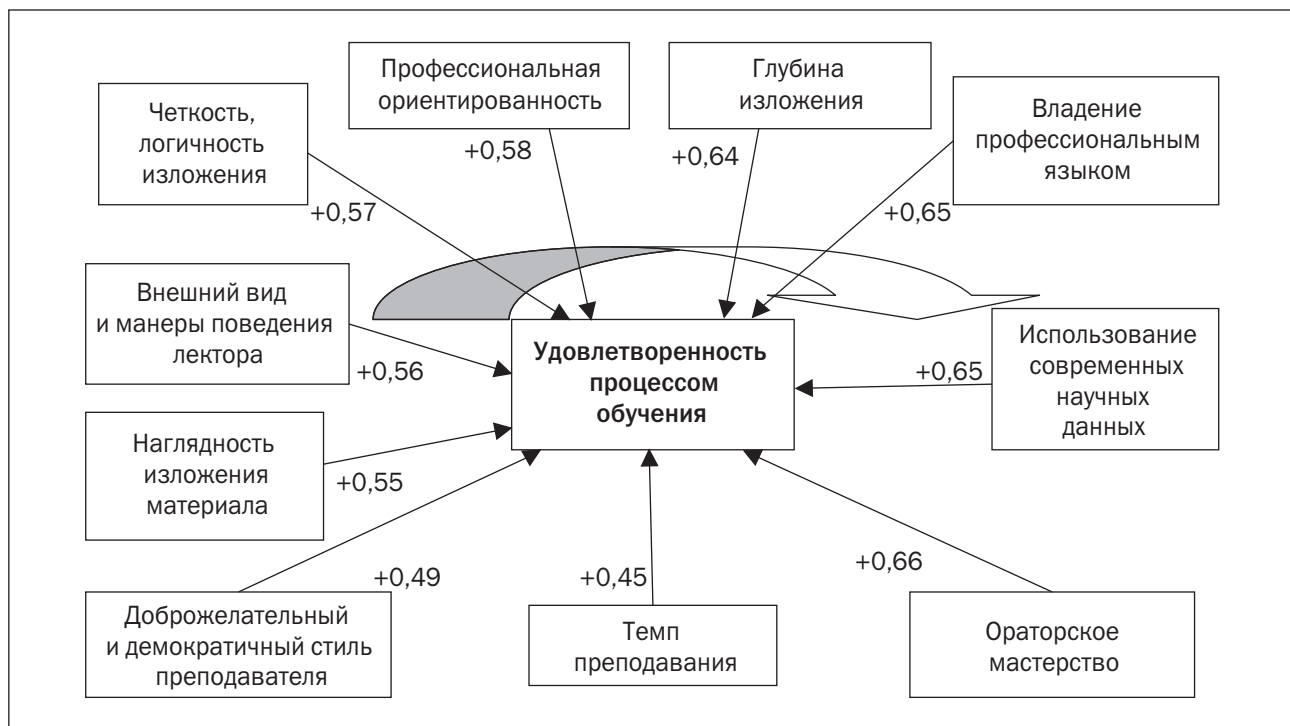 Профессиональная
ориентированность
Глубина
изложения
Четкость,
логичность
изложения
Владение
профессиональным
языком
+0,58
+0,64
+0,57
+0,65
Внешний вид
и манеры поведения
лектора
+0,56
Удовлетворенность
процессом
обучения
+0,65
Использование
современных
научных
данных
Наглядность
изложения
материала
+0,55
+0,49
+0,45
+0,66
Доброжелательный
и демократичный стиль
преподавателя
Темп
преподавания
Ораторское
мастерство